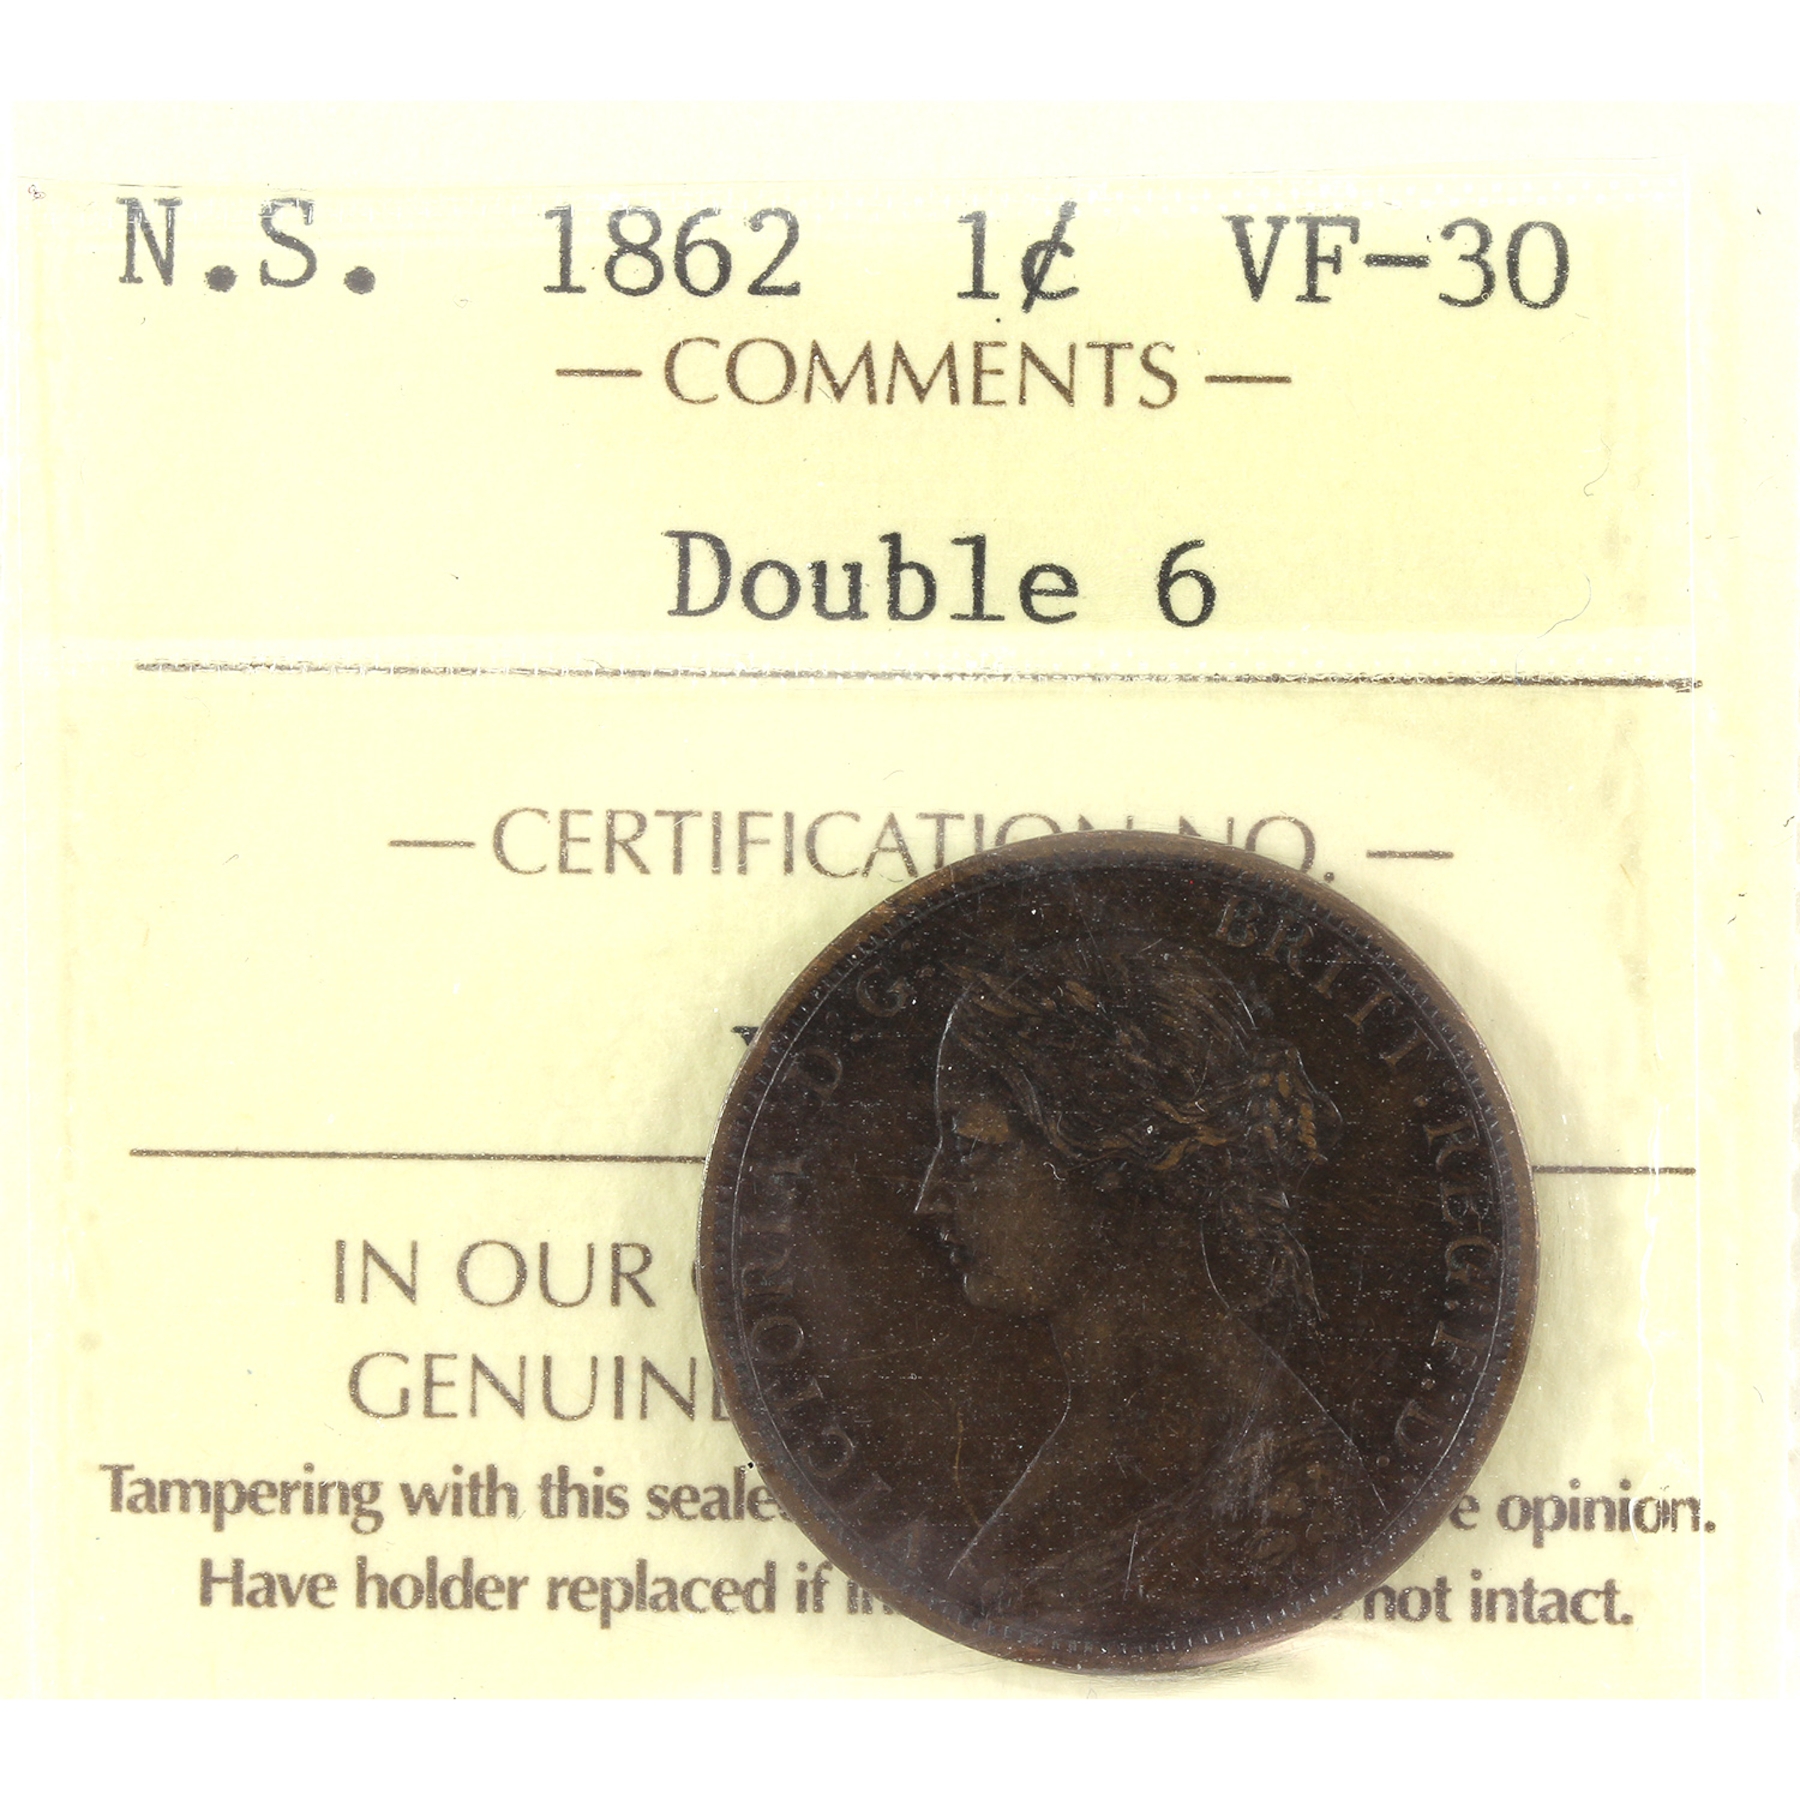 N.S. 1862 1¢ VF-30
— COMMENTS —
Double 6
— CERTIFICATION NO. —
IN OUR
GENUINE
Tampering with this seale
e opinion.
Have holder replaced if
not intact.
VICTORIA D.G. BRITT.REG.F.D.